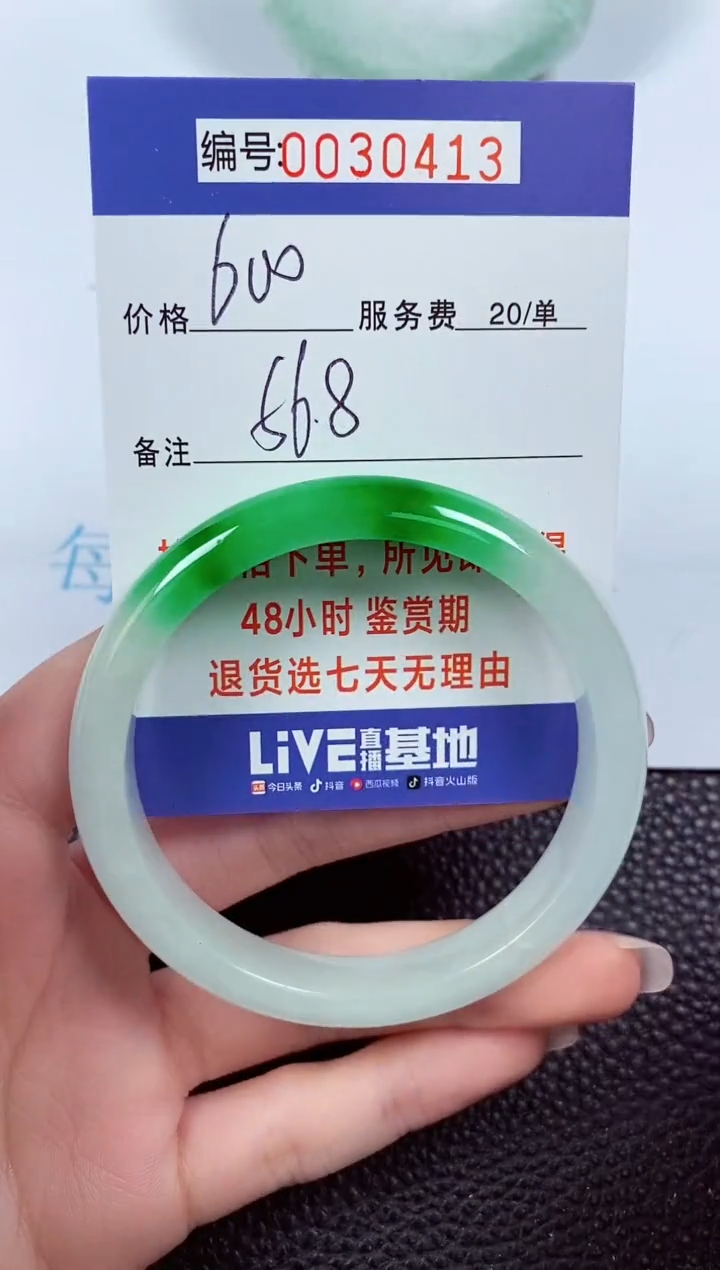 编号:0030413
价格 600 服务费 20/单
备注 56.8
下单，所见
48小时 鉴赏期
退货选七天无理由
LiVE直播基地
头条 今日头条 抖音 西瓜视频 抖音火山版
每